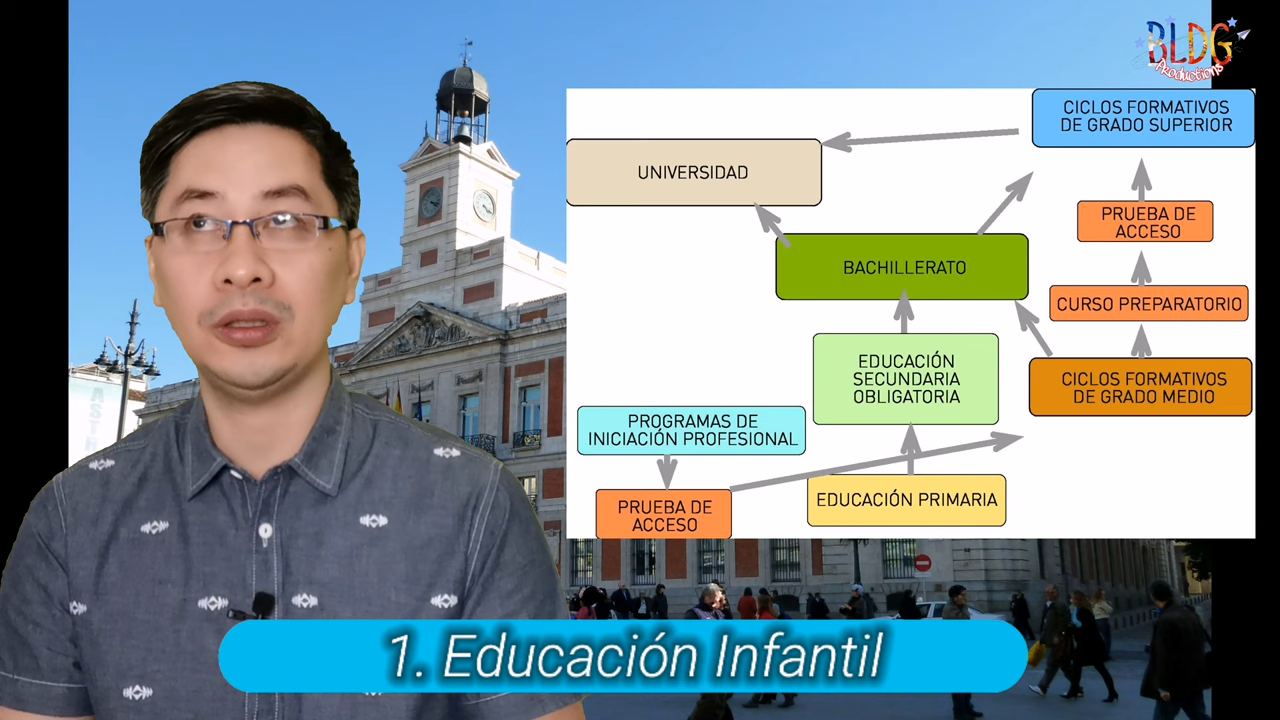 BLDG
Productions
CICLOS FORMATIVOS
DE GRADO SUPERIOR
UNIVERSIDAD
PRUEBA DE
ACCESO
BACHILLERATO
CURSO PREPARATORIO
EDUCACIÓN
SECUNDARIA
OBLIGATORIA
CICLOS FORMATIVOS
DE GRADO MEDIO
PROGRAMAS DE
INICIACIÓN PROFESIONAL
EDUCACIÓN PRIMARIA
PRUEBA DE
ACCESO
1. Educación Infantil